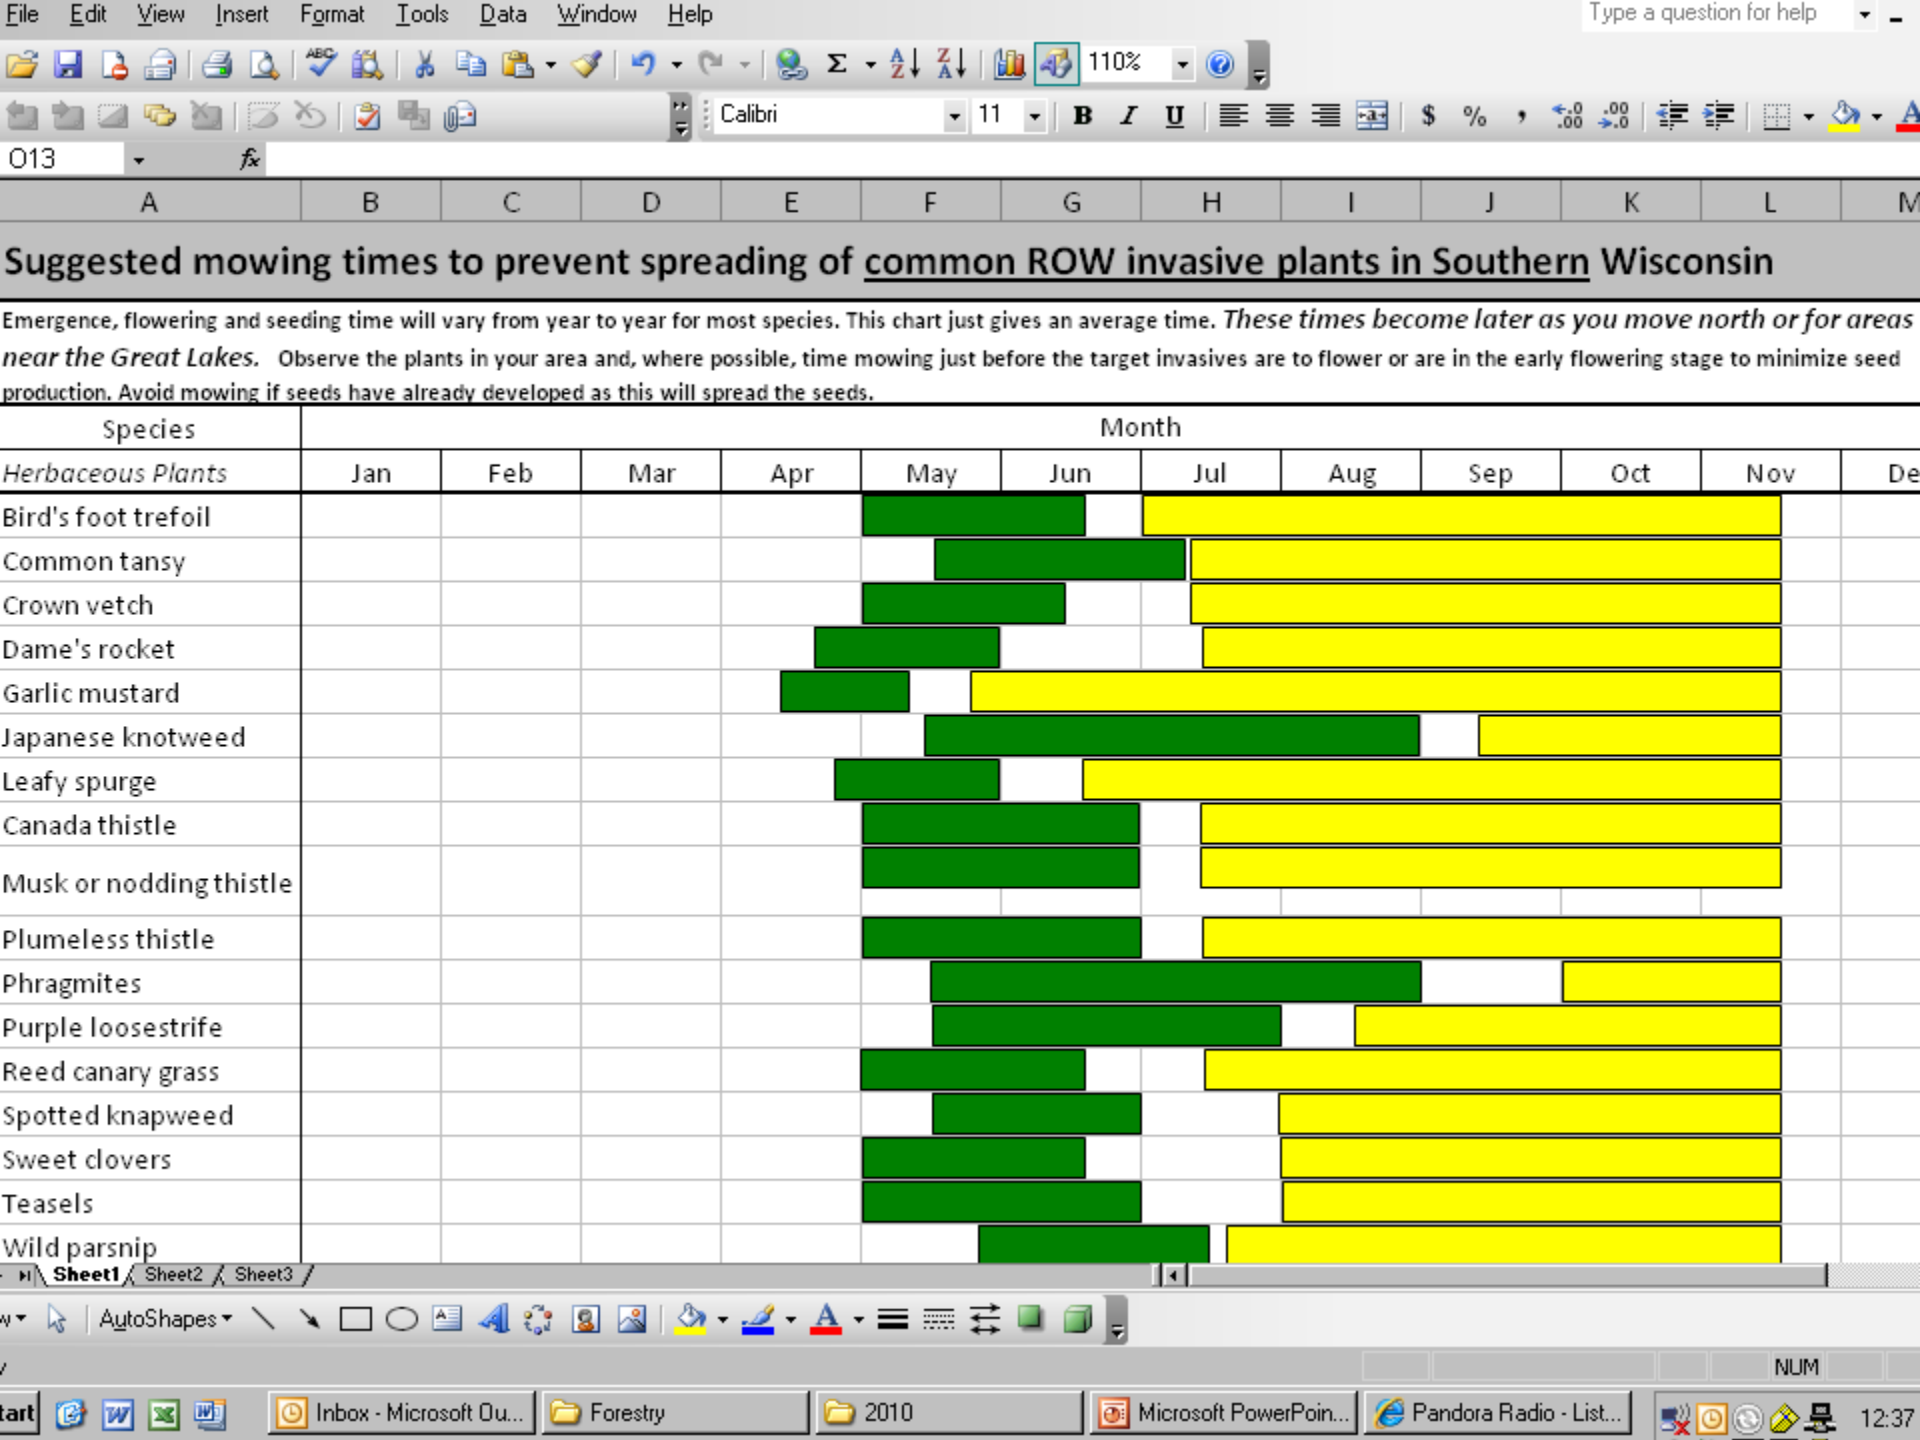 File Edit View Insert Format Tools Data Window Help Type a question for help
ABC Σ A Z Z A 110% ?
Calibri 11 B I U a $ % , .0 .00 .00 .0 A
O13 fx
A B C D E F G H I J K L M
Suggested mowing times to prevent spreading of common ROW invasive plants in Southern Wisconsin
Emergence, flowering and seeding time will vary from year to year for most species. This chart just gives an average time. These times become later as you move north or for areas
near the Great Lakes. Observe the plants in your area and, where possible, time mowing just before the target invasives are to flower or are in the early flowering stage to minimize seed
production. Avoid mowing if seeds have already developed as this will spread the seeds.
Species Month
Herbaceous Plants Jan Feb Mar Apr May Jun Jul Aug Sep Oct Nov De
Bird's foot trefoil
Common tansy
Crown vetch
Dame's rocket
Garlic mustard
Japanese knotweed
Leafy spurge
Canada thistle
Musk or nodding thistle
Plumeless thistle
Phragmites
Purple loosestrife
Reed canary grass
Spotted knapweed
Sweet clovers
Teasels
Wild parsnip
Sheet1 Sheet2 Sheet3
w AutoShapes A A A
NUM
tart W Inbox - Microsoft Ou... Forestry 2010 Microsoft PowerPoin... Pandora Radio - List... 12:37